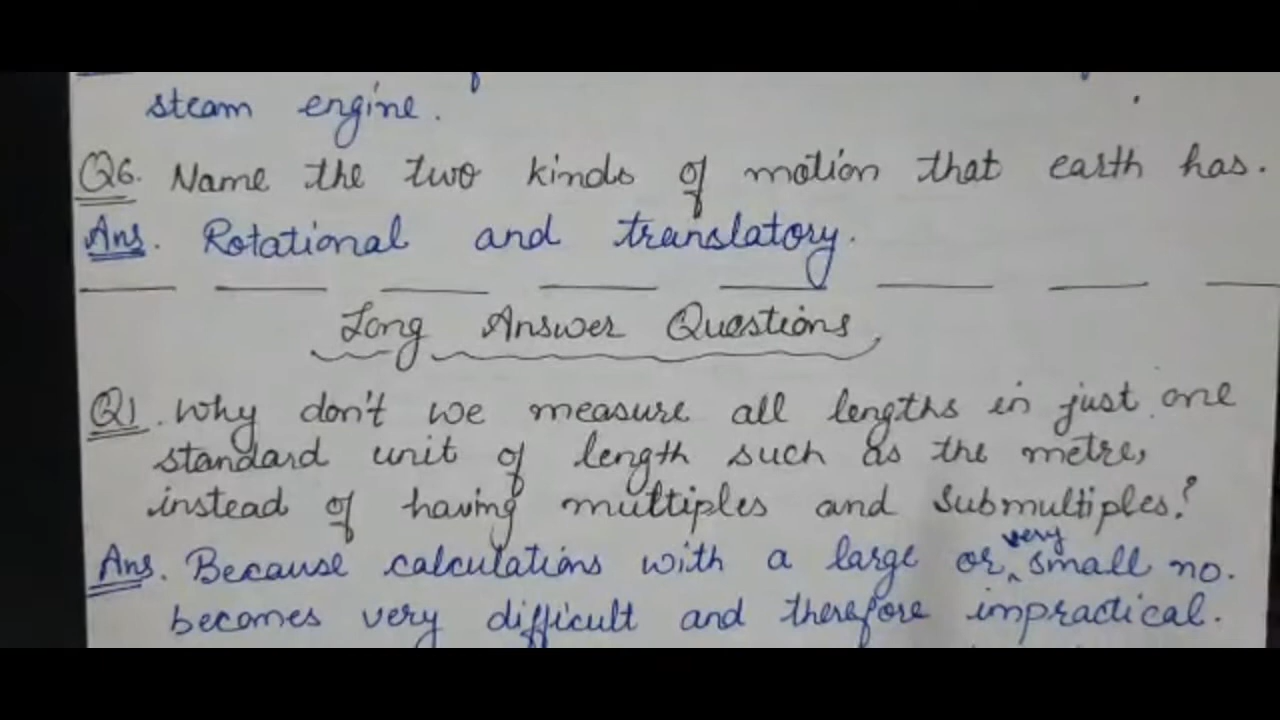 steam engine.
Q6. Name the two kinds of motion that earth has.
Ans. Rotational and translatory.
Long Answer Questions
Q1. Why don't we measure all lengths in just one
standard unit of length such as the metre,
instead of having multiples and submultiples?
Ans. Because calculations with a large or very small no.
becomes very difficult and therefore impractical.